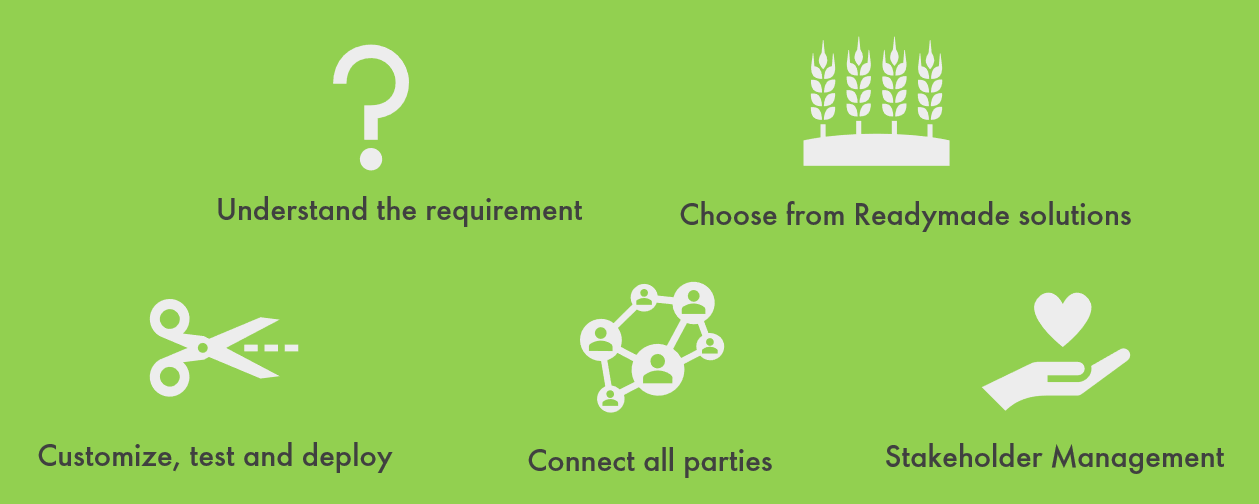 Understand the requirement
Choose from Readymade solutions
Customize, test and deploy
Connect all parties
Stakeholder Management